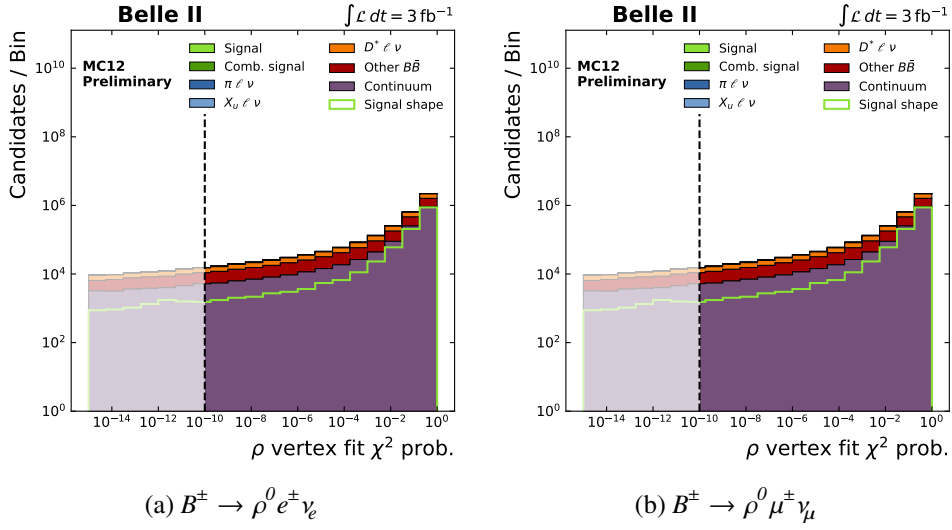 Belle II ∫ℒ dt = 3 fb⁻¹
MC12
Preliminary
Signal
Comb. signal
π ℓ ν
Xᵤ ℓ ν
D* ℓ ν
Other BB̄
Continuum
Signal shape
Candidates / Bin
10¹⁰
10⁸
10⁶
10⁴
10²
10⁰
10⁻¹⁴ 10⁻¹² 10⁻¹⁰ 10⁻⁸ 10⁻⁶ 10⁻⁴ 10⁻² 10⁰
ρ vertex fit χ² prob.
(a) B± → ρ⁰e±νₑ
Belle II ∫ℒ dt = 3 fb⁻¹
MC12
Preliminary
Signal
Comb. signal
π ℓ ν
Xᵤ ℓ ν
D* ℓ ν
Other BB̄
Continuum
Signal shape
Candidates / Bin
10¹⁰
10⁸
10⁶
10⁴
10²
10⁰
10⁻¹⁴ 10⁻¹² 10⁻¹⁰ 10⁻⁸ 10⁻⁶ 10⁻⁴ 10⁻² 10⁰
ρ vertex fit χ² prob.
(b) B± → ρ⁰μ±ν_μ